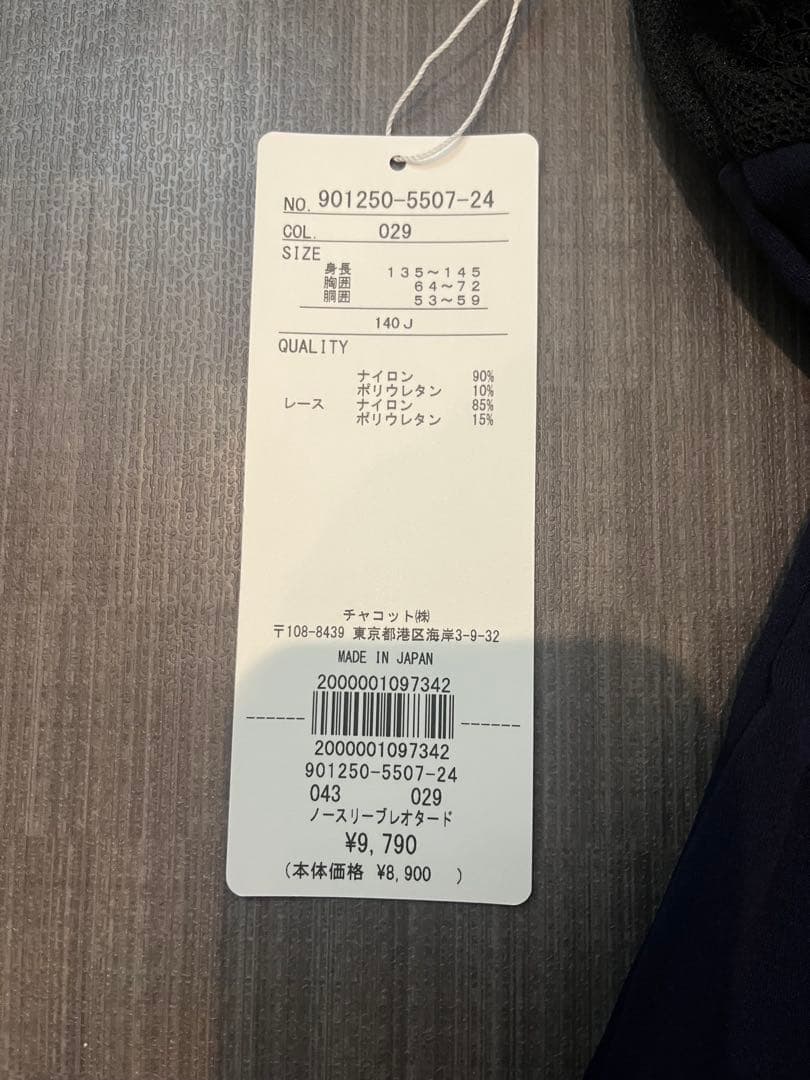 NO. 901250-5507-24
COL. 029
SIZE
身長 135~145
胸囲 64~72
胴囲 53~59
140J
QUALITY
ナイロン 90%
ポリウレタン 10%
レース ナイロン 85%
ポリウレタン 15%
チャコット㈱
〒108-8439 東京都港区海岸3-9-32
MADE IN JAPAN
2000001097342
2000001097342
901250-5507-24
043 029
ノースリーブレオタード
¥9,790
(本体価格 ¥8,900 )